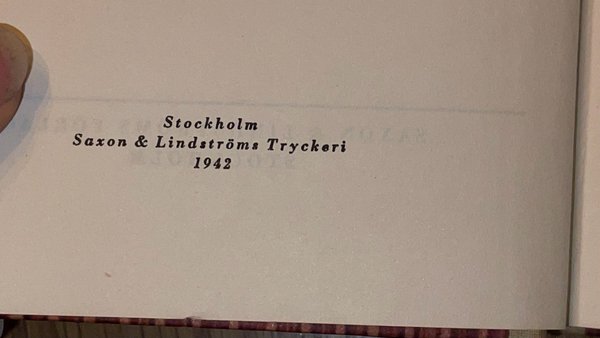 Stockholm
Saxon & Lindströms Tryckeri
1942